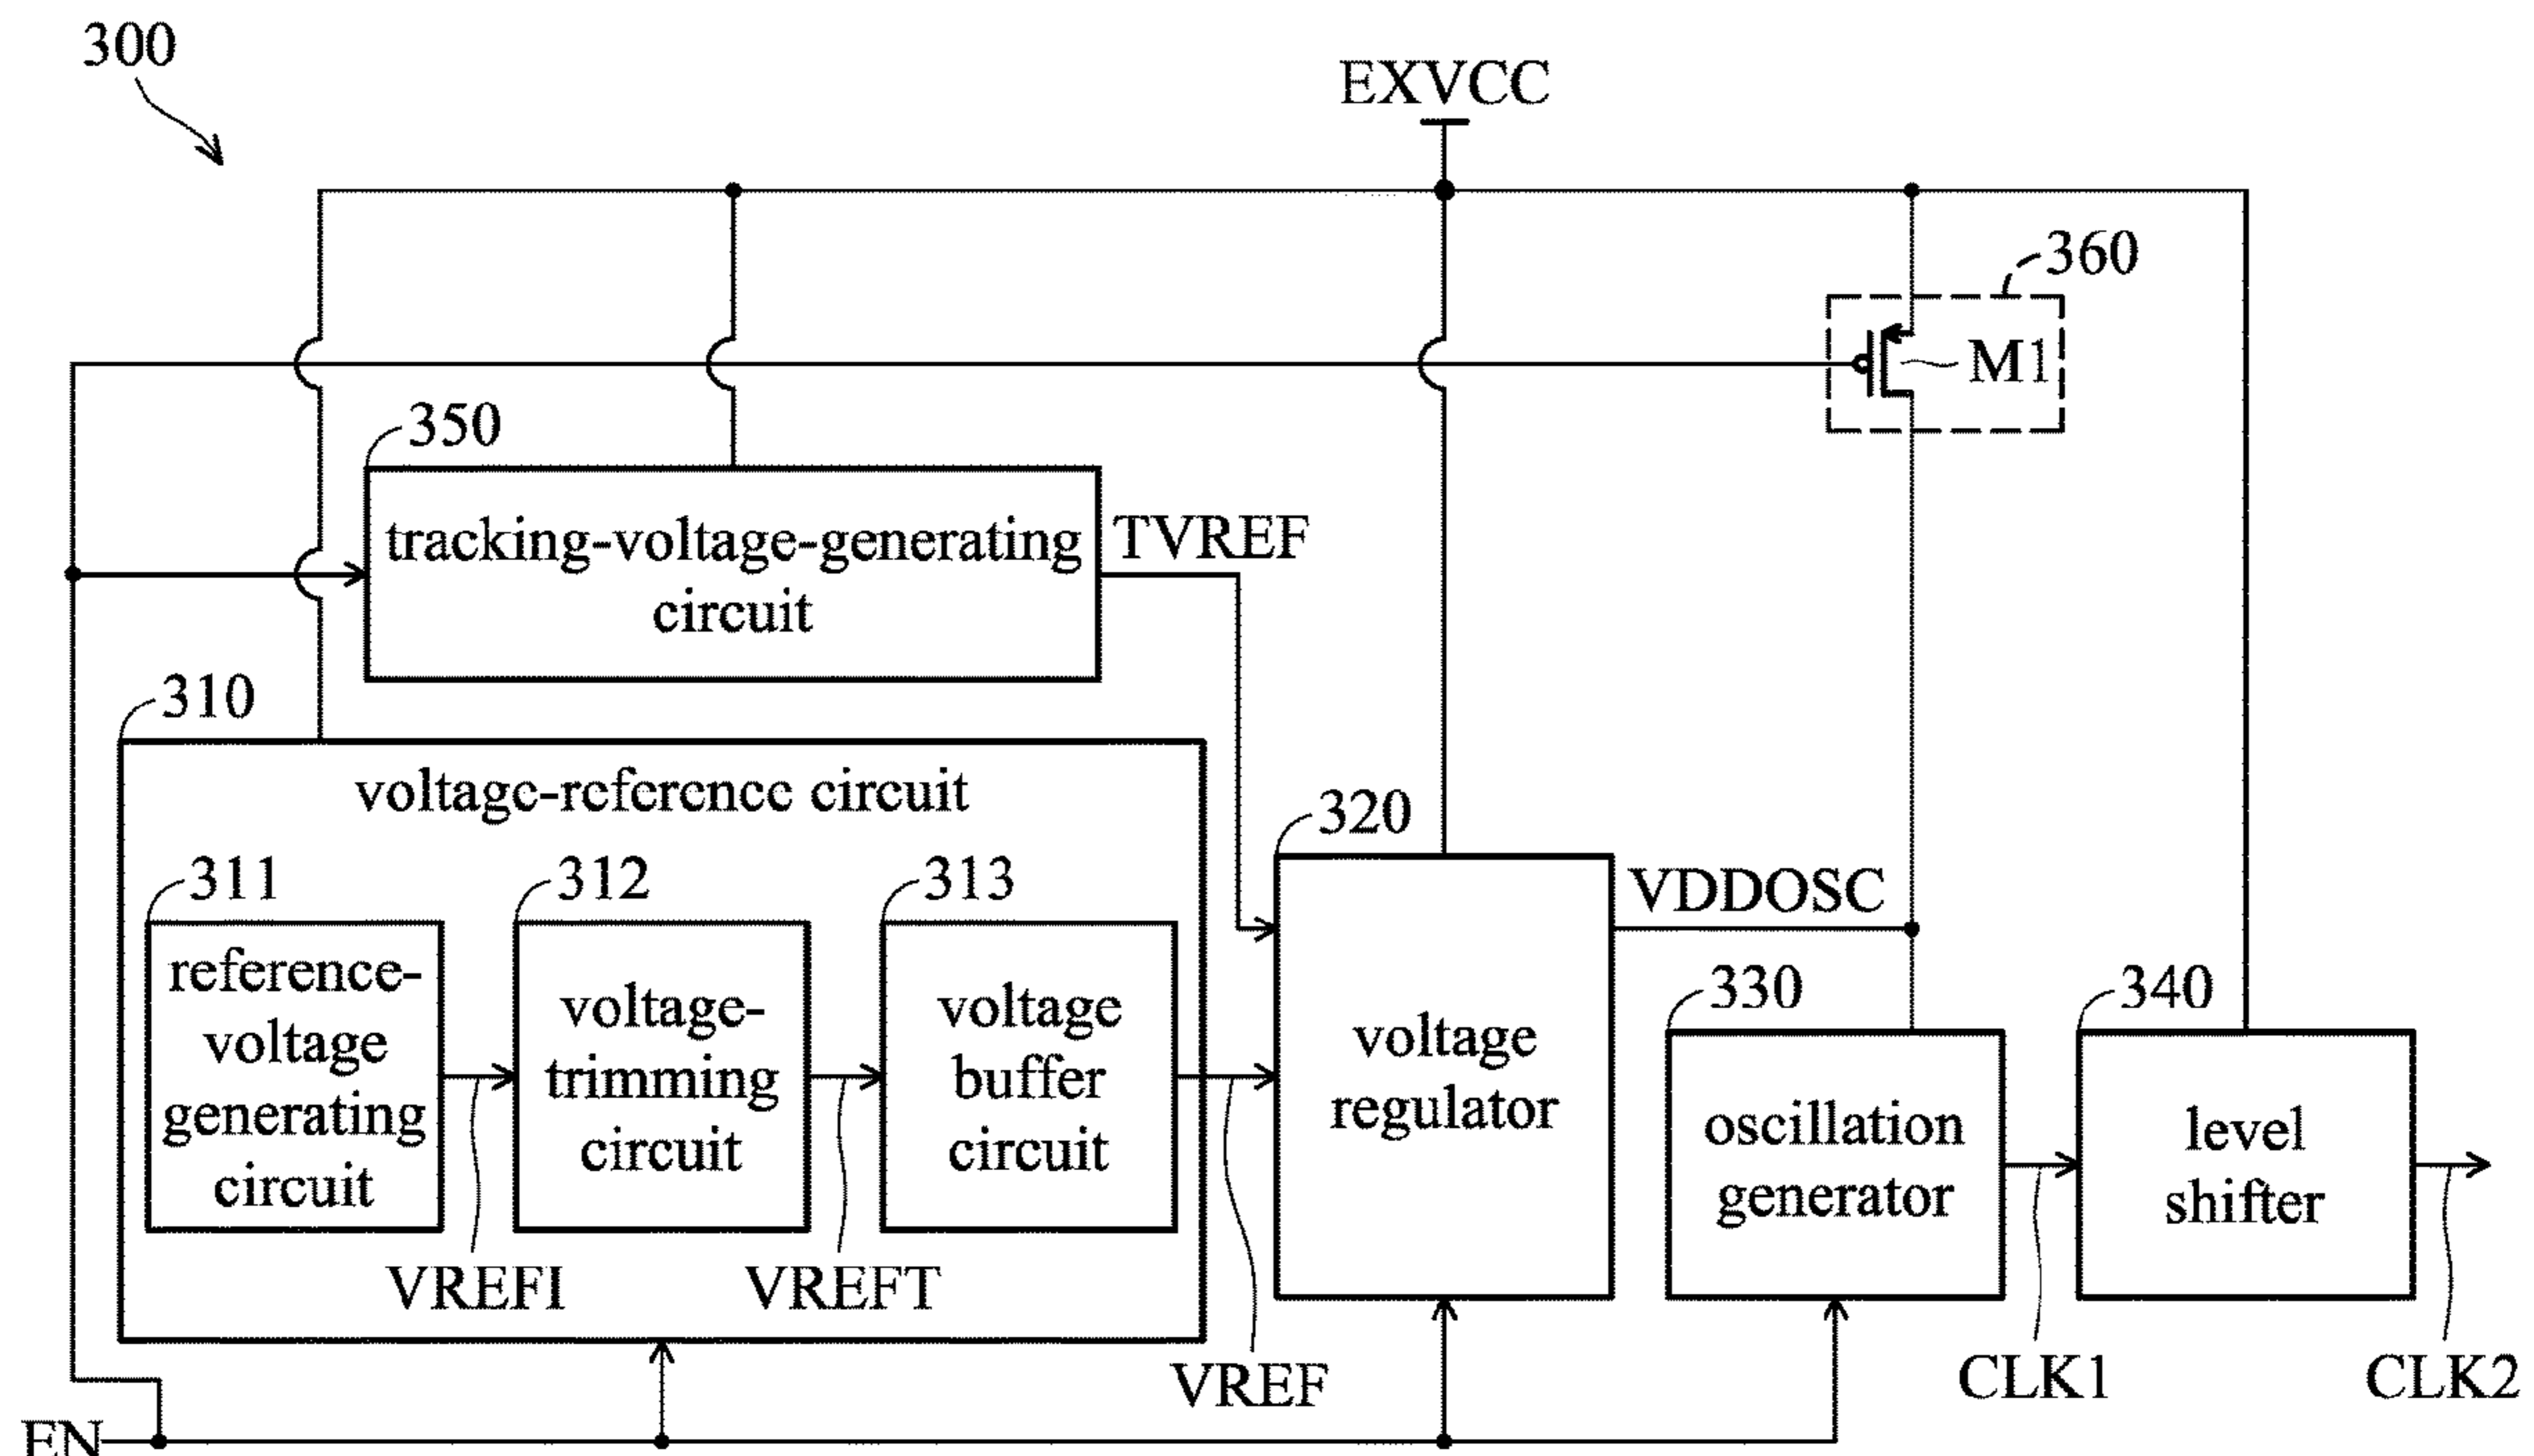 300
EXVCC
360
M1
350
tracking-voltage-generating
circuit
TVREF
310
voltage-reference circuit
320
311
312
313
VDDOSC
330
340
reference-
voltage
generating
circuit
voltage-
trimming
circuit
voltage
buffer
circuit
voltage
regulator
oscillation
generator
level
shifter
VREFI
VREFT
VREF
CLK1
CLK2
EN